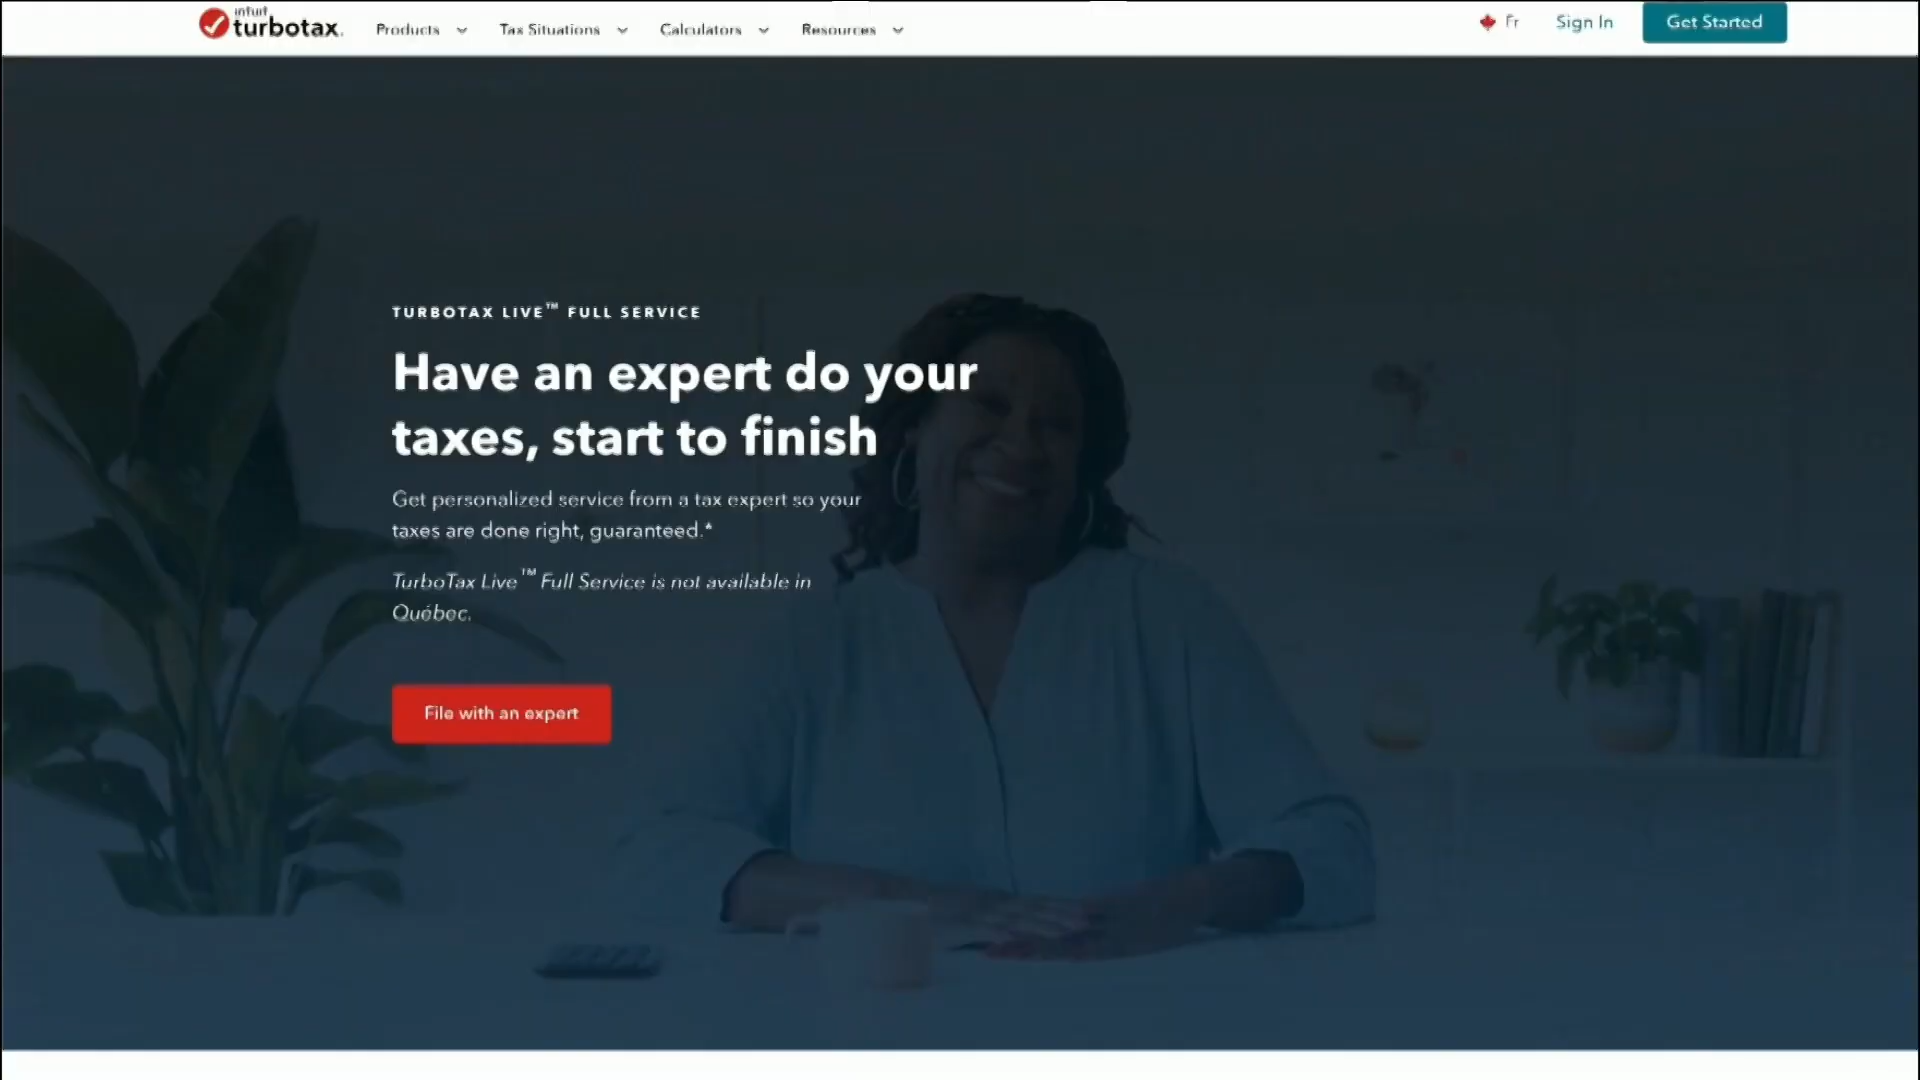 intuit
turbotax.
Products
Tax Situations
Calculators
Resources
Fr
Sign In
Get Started
TURBOTAX LIVE™ FULL SERVICE
Have an expert do your
taxes, start to finish
Get personalized service from a tax expert so your
taxes are done right, guaranteed.*
TurboTax Live™ Full Service is not available in
Québec.
File with an expert